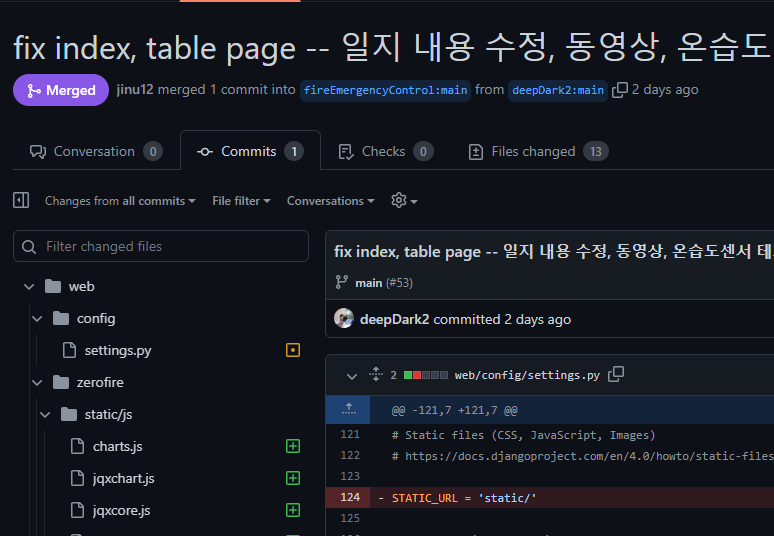 fix index, table page -- 일지 내용 수정, 동영상, 온습도
Merged jinu12 merged 1 commit into fireEmergencyControl:main from deepDark2:main 2 days ago
Conversation 0 Commits 1 Checks 0 Files changed 13
Changes from all commits File filter Conversations
Filter changed files
fix index, table page -- 일지 내용 수정, 동영상, 온습도센서 테
main (#53)
deepDark2 committed 2 days ago
web
config
settings.py
zerofire
static/js
charts.js
jqxchart.js
jqxcore.js
2 web/config/settings.py
@@ -121,7 +121,7 @@
121 # Static files (CSS, JavaScript, Images)
122 # https://docs.djangoproject.com/en/4.0/howto/static-files
123
124 - STATIC_URL = 'static/'
125